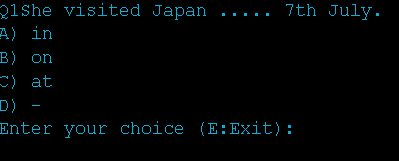 Q1She visited Japan ..... 7th July.
A) in
B) on
C) at
D) -
Enter your choice (E:Exit):